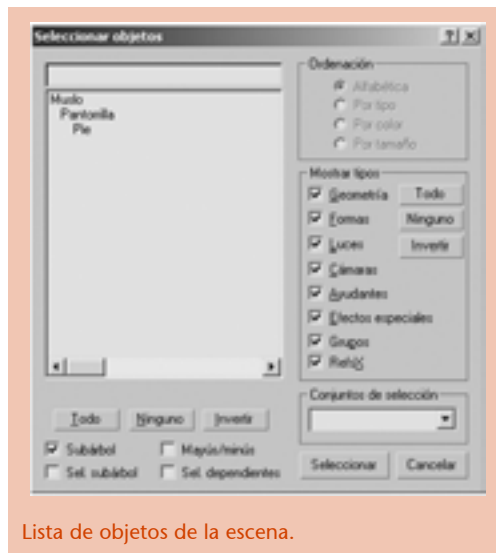 Seleccionar objetos
Muslo
Pantorrilla
Pie
Todo Ninguno Invertir
Subárbol Mayús/minús
Sel. subárbol Sel. dependientes
Ordenación
Alfabética
Por tipo
Por color
Por tamaño
Mostrar tipos
Geometría Todo
Formas Ninguno
Luces Invertir
Cámaras
Ayudantes
Efectos especiales
Grupos
RefsX
Conjuntos de selección
Seleccionar Cancelar
Lista de objetos de la escena.